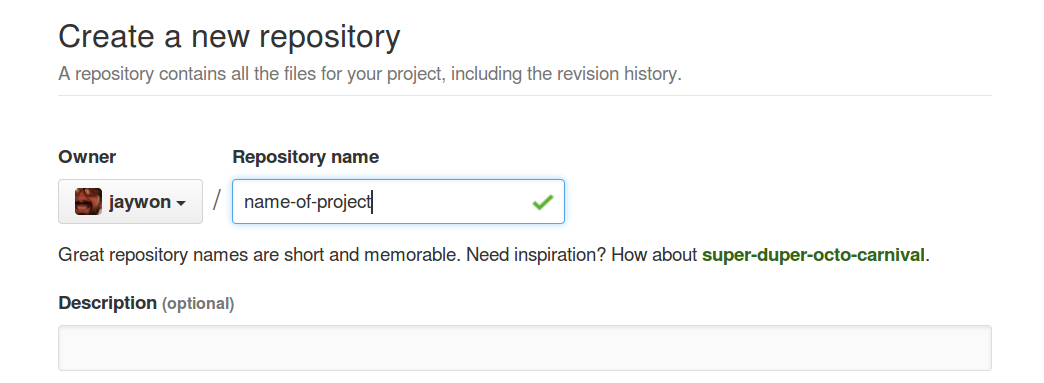 Create a new repository
A repository contains all the files for your project, including the revision history.
Owner Repository name
jaywon / name-of-project
Great repository names are short and memorable. Need inspiration? How about super-duper-octo-carnival.
Description (optional)